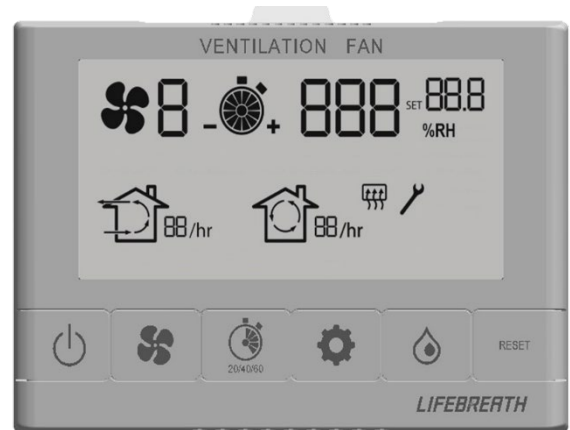 VENTILATION FAN
8 - + 888 SET 88.8
%RH
88/hr 88/hr
20/40/60
RESET
LIFEBREATH